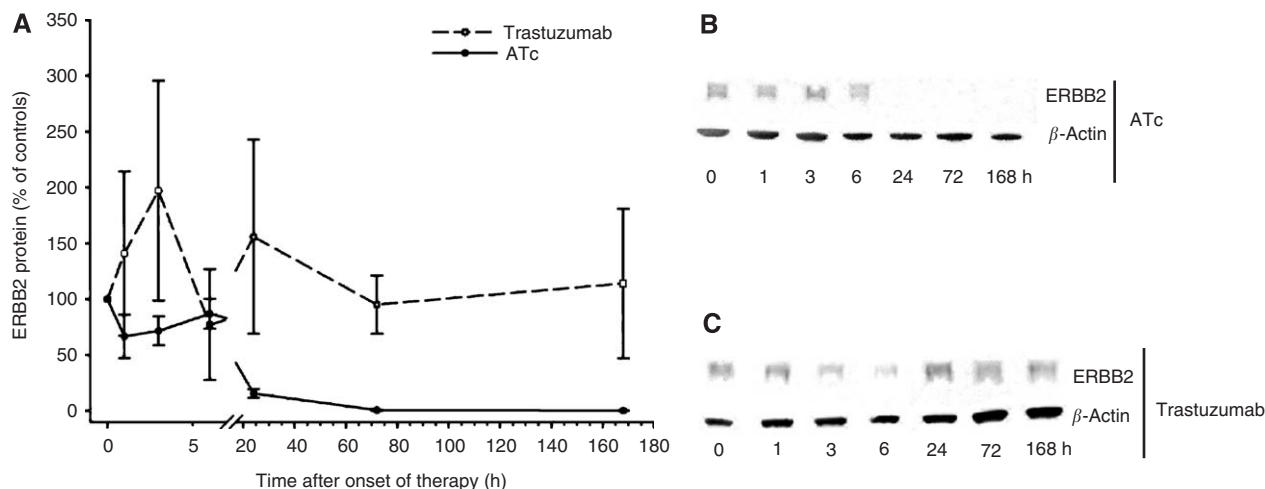 A
ERBB2 protein (% of controls)
350
300
250
200
150
100
50
0
Trastuzumab
ATc
0 5 20 40 60 80 100 120 140 160 180
Time after onset of therapy (h)
B
ERBB2
β-Actin
ATc
0 1 3 6 24 72 168 h
C
ERBB2
β-Actin
Trastuzumab
0 1 3 6 24 72 168 h